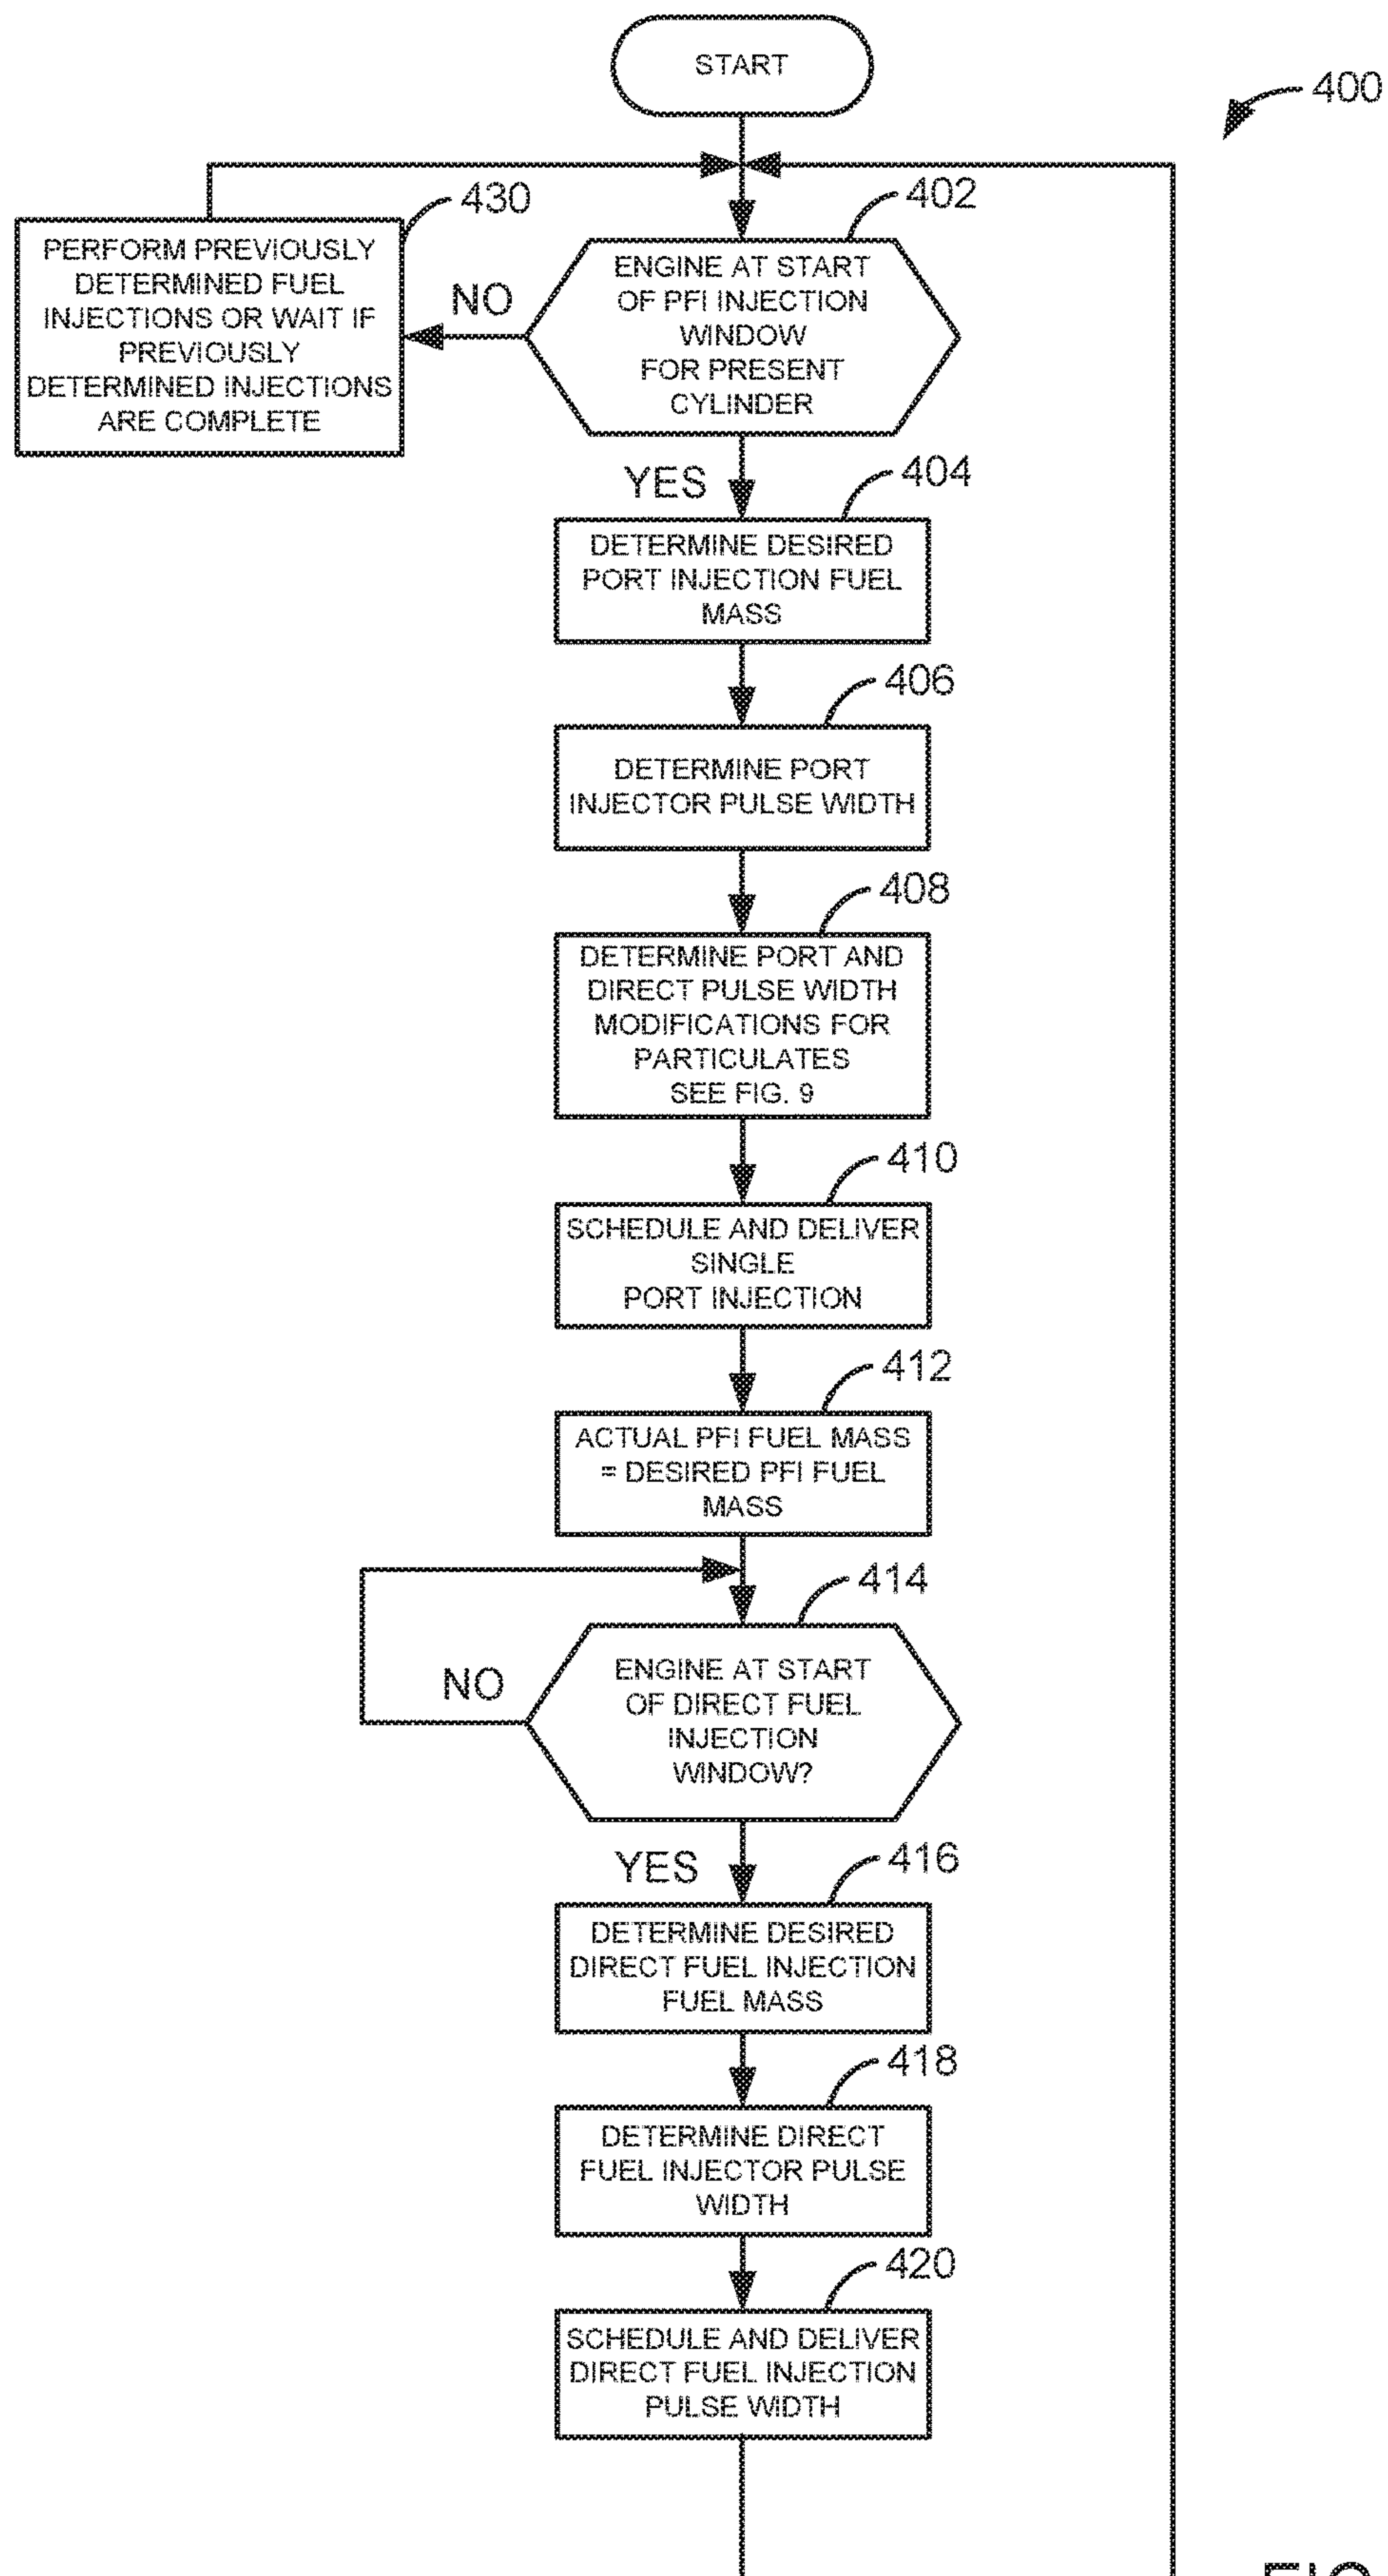 START
400
430
402
PERFORM PREVIOUSLY
DETERMINED FUEL
INJECTIONS OR WAIT IF
PREVIOUSLY
DETERMINED INJECTIONS
ARE COMPLETE
NO
ENGINE AT START
OF PFI INJECTION
WINDOW
FOR PRESENT
CYLINDER
YES
404
DETERMINE DESIRED
PORT INJECTION FUEL
MASS
406
DETERMINE PORT
INJECTOR PULSE WIDTH
408
DETERMINE PORT AND
DIRECT PULSE WIDTH
MODIFICATIONS FOR
PARTICULATES
SEE FIG. 9
410
SCHEDULE AND DELIVER
SINGLE
PORT INJECTION
412
ACTUAL PFI FUEL MASS
= DESIRED PFI FUEL
MASS
414
NO
ENGINE AT START
OF DIRECT FUEL
INJECTION
WINDOW?
YES
416
DETERMINE DESIRED
DIRECT FUEL INJECTION
FUEL MASS
418
DETERMINE DIRECT
FUEL INJECTOR PULSE
WIDTH
420
SCHEDULE AND DELIVER
DIRECT FUEL INJECTION
PULSE WIDTH